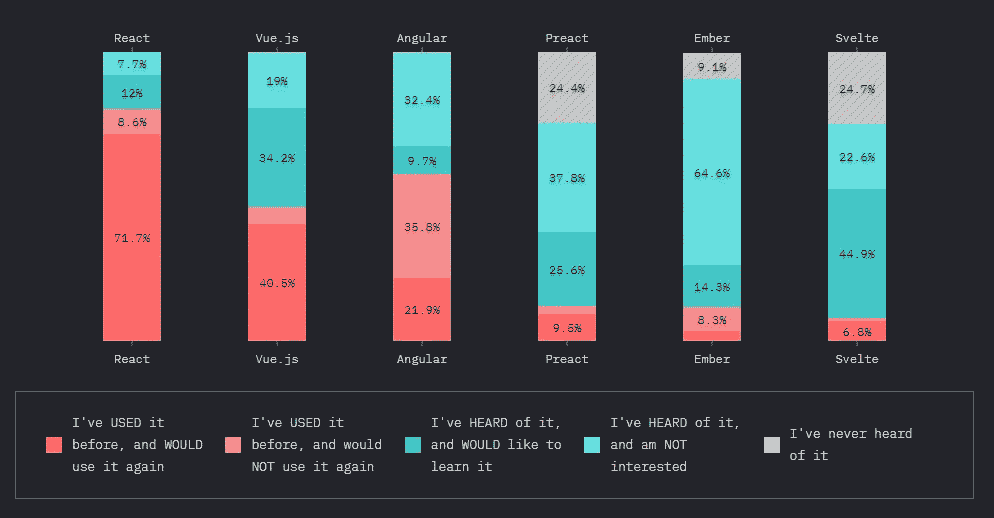 React Vue.js Angular Preact Ember Svelte
7.7% 19% 32.4% 24.4% 9.1% 24.7%
12% 34.2% 9.7% 37.8% 64.6% 22.6%
8.6% 40.5% 35.8% 25.6% 14.3% 44.9%
71.7% 21.9% 9.5% 8.3% 6.8%
React Vue.js Angular Preact Ember Svelte
I've USED it
before, and WOULD
use it again
I've USED it
before, and would
NOT use it again
I've HEARD of it,
and WOULD like to
learn it
I've HEARD of it,
and am NOT
interested
I've never heard
of it